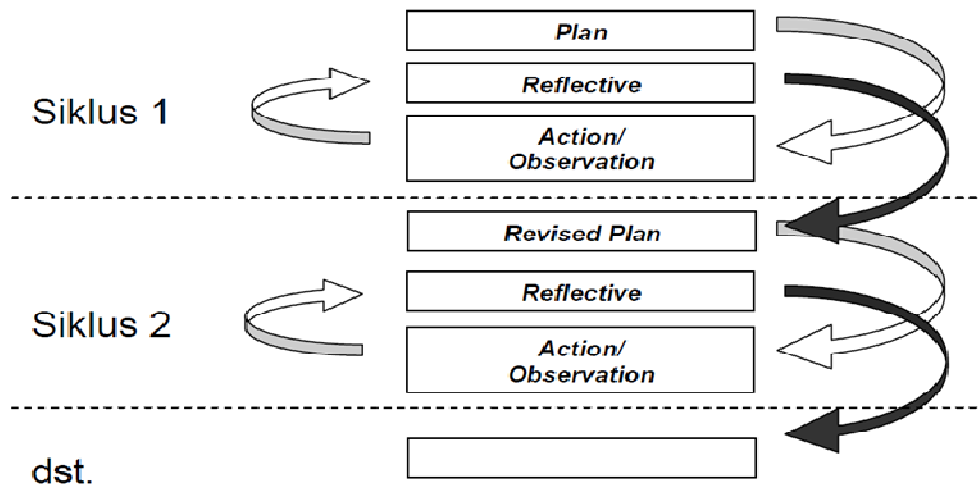 Plan
Reflective
Siklus 1
Action/
Observation
Revised Plan
Reflective
Siklus 2
Action/
Observation
dst.